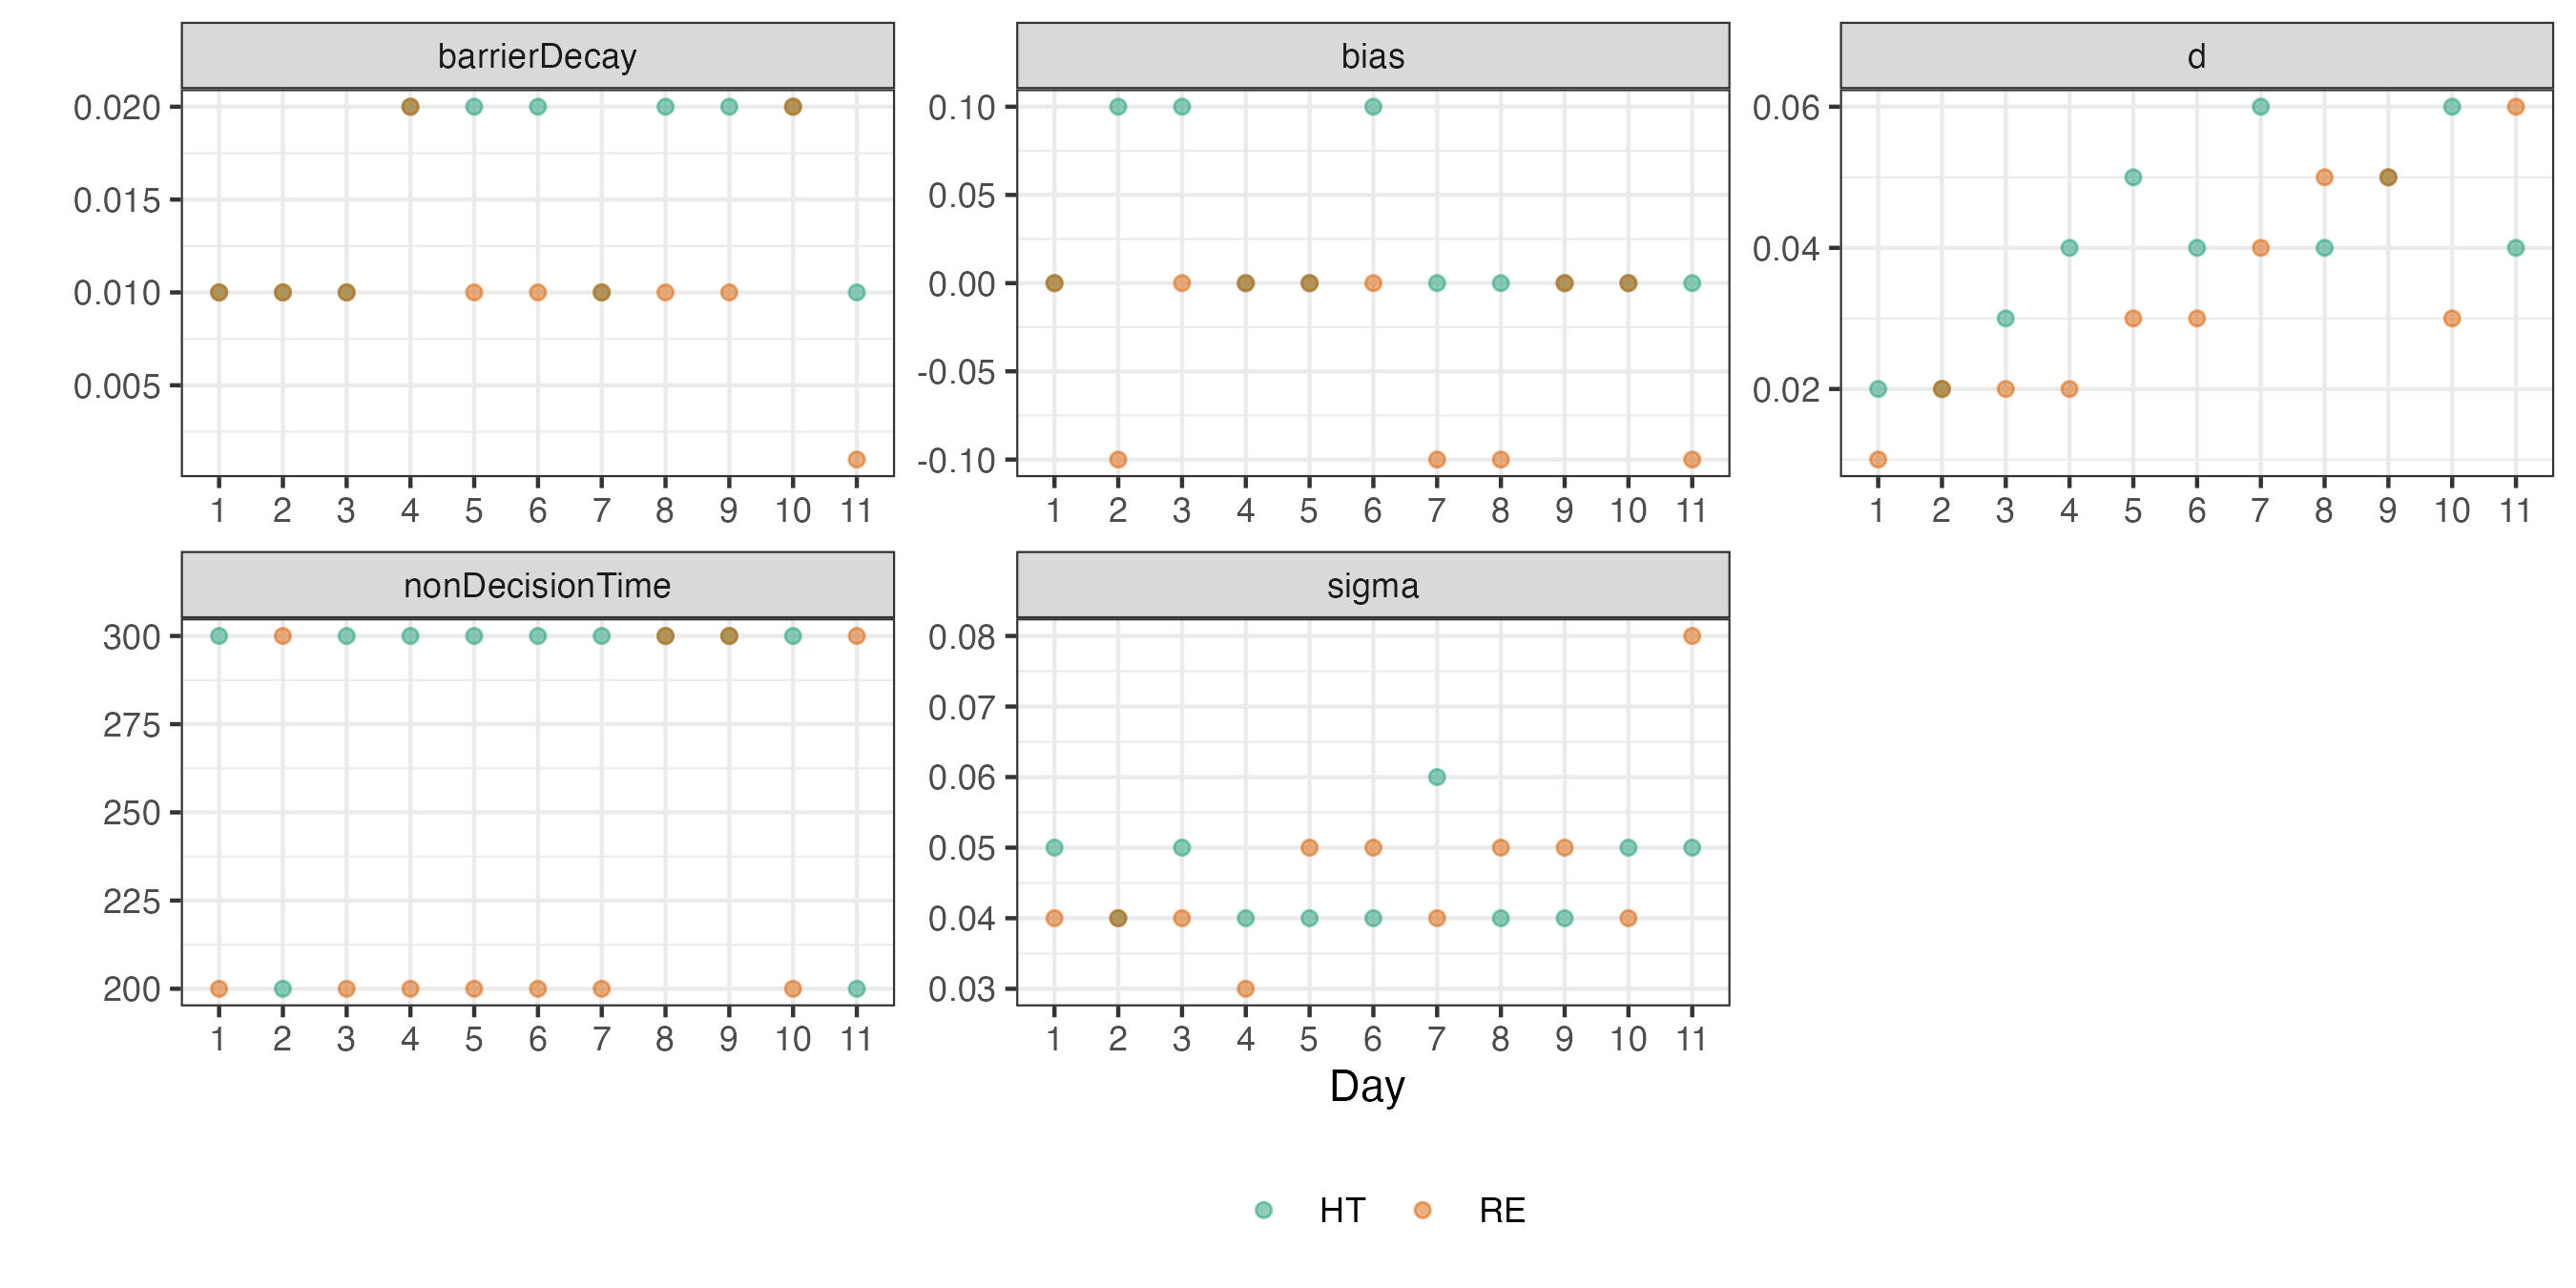 barrierDecay bias d
0.020 0.10 0.06
0.015 0.05
0.010 0.00 0.04
0.005 -0.05 0.02
-0.10
1 2 3 4 5 6 7 8 9 10 11 1 2 3 4 5 6 7 8 9 10 11 1 2 3 4 5 6 7 8 9 10 11
nonDecisionTime sigma
300 0.08
275 0.07
250 0.06
225 0.05
200 0.04
0.03
1 2 3 4 5 6 7 8 9 10 11 1 2 3 4 5 6 7 8 9 10 11
Day
HT RE